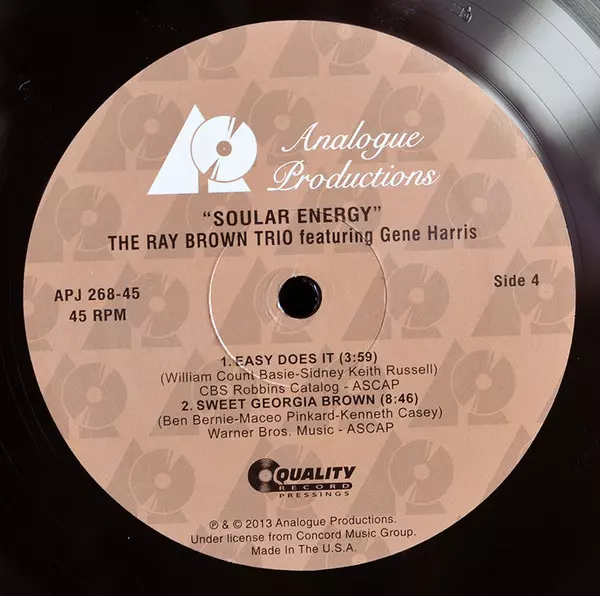 Analogue
Productions
"SOULAR ENERGY"
THE RAY BROWN TRIO featuring Gene Harris
APJ 268-45
45 RPM
Side 4
1. EASY DOES IT (3:59)
(William Count Basie-Sidney Keith Russell)
CBS Robbins Catalog - ASCAP
2. SWEET GEORGIA BROWN (8:46)
(Ben Bernie-Maceo Pinkard-Kenneth Casey)
Warner Bros. Music - ASCAP
QUALITY
RECORD
PRESSINGS
℗ & © 2013 Analogue Productions.
Under license from Concord Music Group.
Made In The U.S.A.